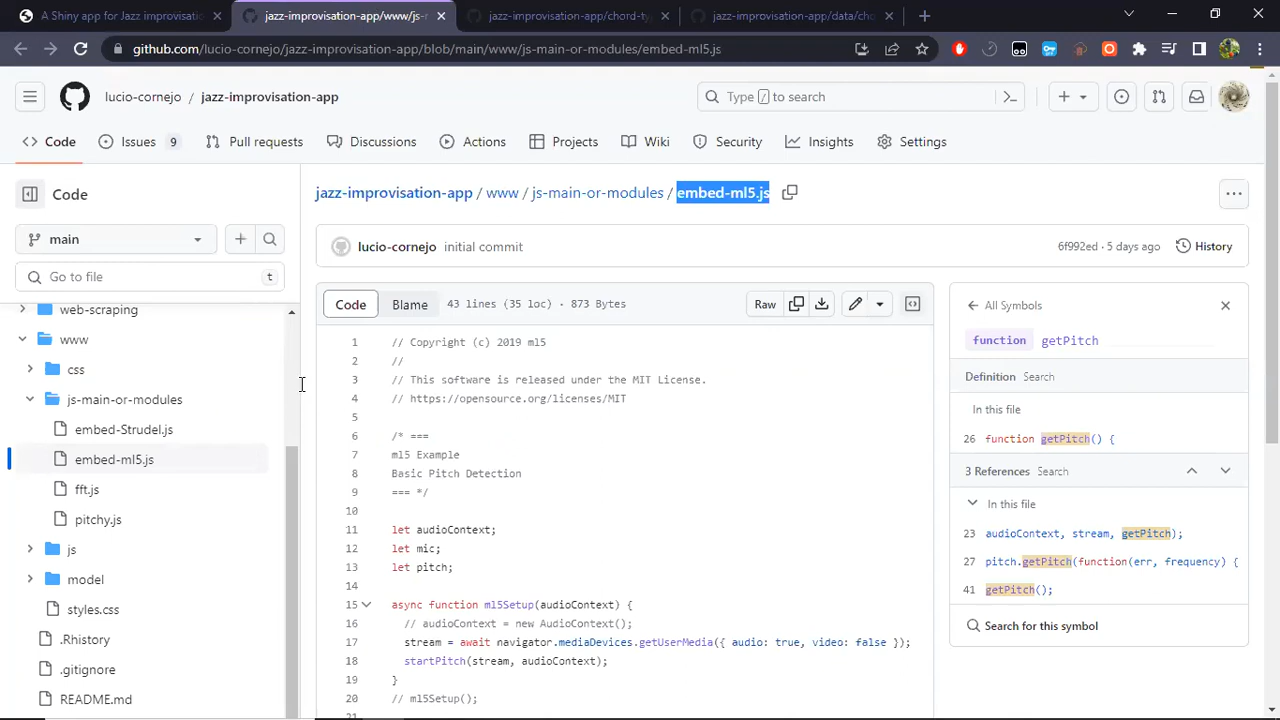 A Shiny app for Jazz improvisatio
jazz-improvisation-app/www/js-r
jazz-improvisation-app/chord-ty
jazz-improvisation-app/data/cho
github.com/lucio-cornejo/jazz-improvisation-app/blob/main/www/js-main-or-modules/embed-ml5.js
lucio-cornejo / jazz-improvisation-app
Type / to search
Code
Issues 9
Pull requests
Discussions
Actions
Projects
Wiki
Security
Insights
Settings
Code
main
Go to file
t
web-scraping
www
css
js-main-or-modules
embed-Strudel.js
embed-ml5.js
fft.js
pitchy.js
js
model
styles.css
.Rhistory
.gitignore
README.md
jazz-improvisation-app / www / js-main-or-modules / embed-ml5.js
lucio-cornejo initial commit
6f992ed · 5 days ago
History
Code
Blame
43 lines (35 loc) · 873 Bytes
Raw
1 // Copyright (c) 2019 ml5
2 //
3 // This software is released under the MIT License.
4 // https://opensource.org/licenses/MIT
5
6 /* ===
7 ml5 Example
8 Basic Pitch Detection
9 === */
10
11 let audioContext;
12 let mic;
13 let pitch;
14
15 async function ml5Setup(audioContext) {
16 // audioContext = new AudioContext();
17 stream = await navigator.mediaDevices.getUserMedia({ audio: true, video: false });
18 startPitch(stream, audioContext);
19 }
20 // ml5Setup();
21
All Symbols
function getPitch
Definition Search
In this file
26 function getPitch() {
3 References Search
In this file
23 audioContext, stream, getPitch);
27 pitch.getPitch(function(err, frequency) {
41 getPitch();
Search for this symbol